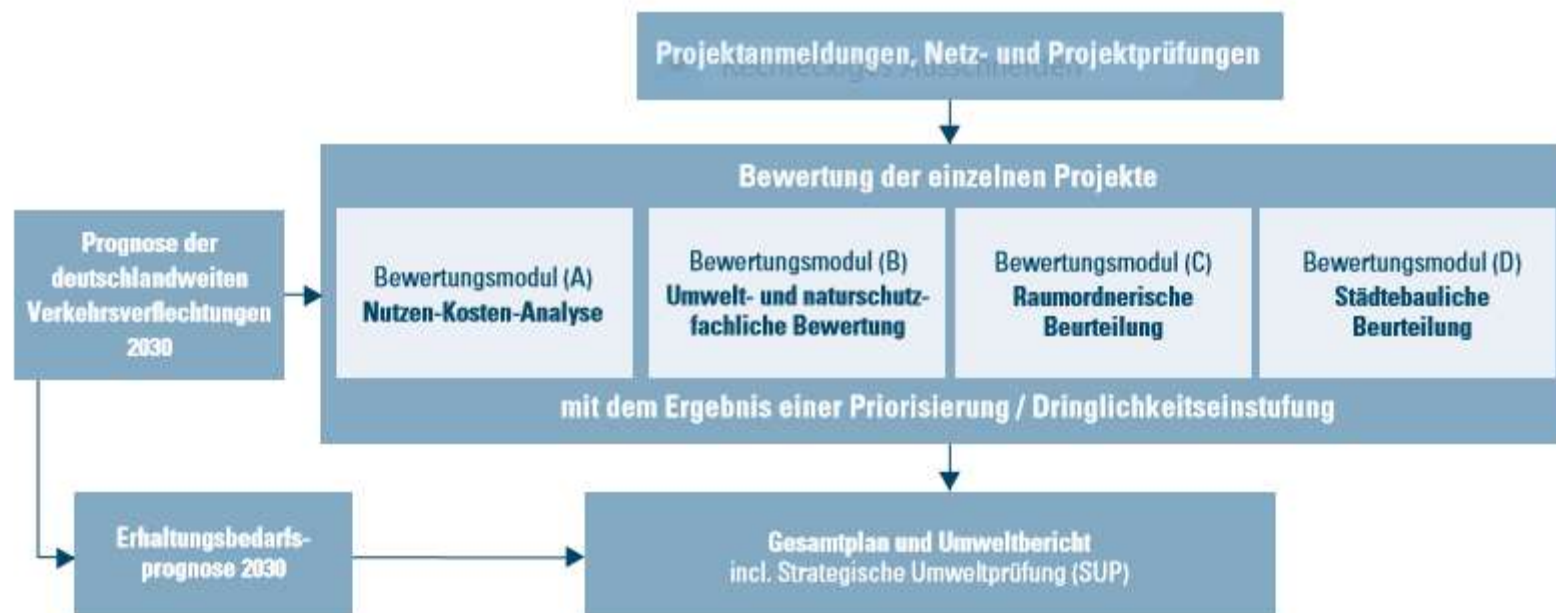 Projektanmeldungen, Netz- und Projektprüfungen
Rechteckiges Ausschneiden
Bewertung der einzelnen Projekte
Prognose der
deutschlandweiten
Verkehrsverflechtungen
2030
Bewertungsmodul (A)
Nutzen-Kosten-Analyse
Bewertungsmodul (B)
Umwelt- und naturschutz-
fachliche Bewertung
Bewertungsmodul (C)
Raumordnerische
Beurteilung
Bewertungsmodul (D)
Städtebauliche
Beurteilung
mit dem Ergebnis einer Priorisierung / Dringlichkeitseinstufung
Erhaltungsbedarfs-
prognose 2030
Gesamtplan und Umweltbericht
incl. Strategische Umweltprüfung (SUP)